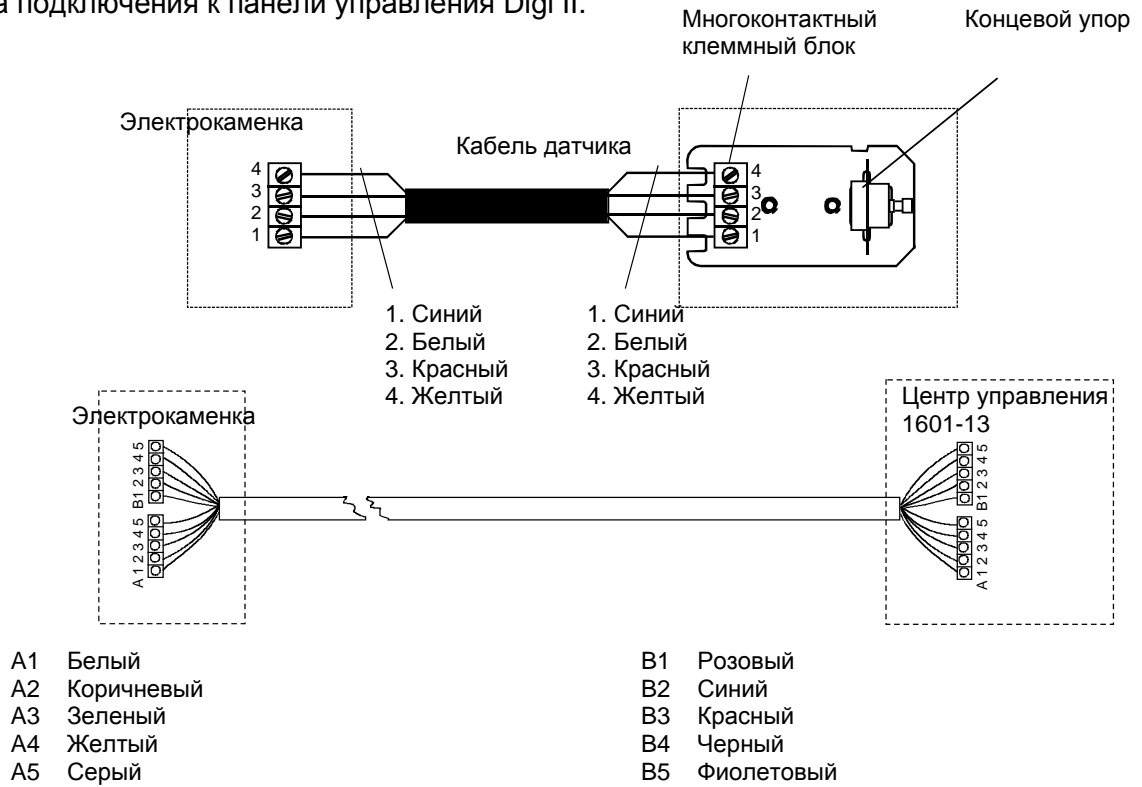 а подключения к панели управления Digi II.
Многоконтактный
клеммный блок
Концевой упор
Электрокаменка
Кабель датчика
4
3
2
1
4
3
2
1
1. Синий
2. Белый
3. Красный
4. Желтый
1. Синий
2. Белый
3. Красный
4. Желтый
Электрокаменка
Центр управления
1601-13
B1 2 3 4 5
A 1 2 3 4 5
B1 2 3 4 5
A 1 2 3 4 5
A1 Белый
A2 Коричневый
A3 Зеленый
A4 Желтый
A5 Серый
B1 Розовый
B2 Синий
B3 Красный
B4 Черный
B5 Фиолетовый